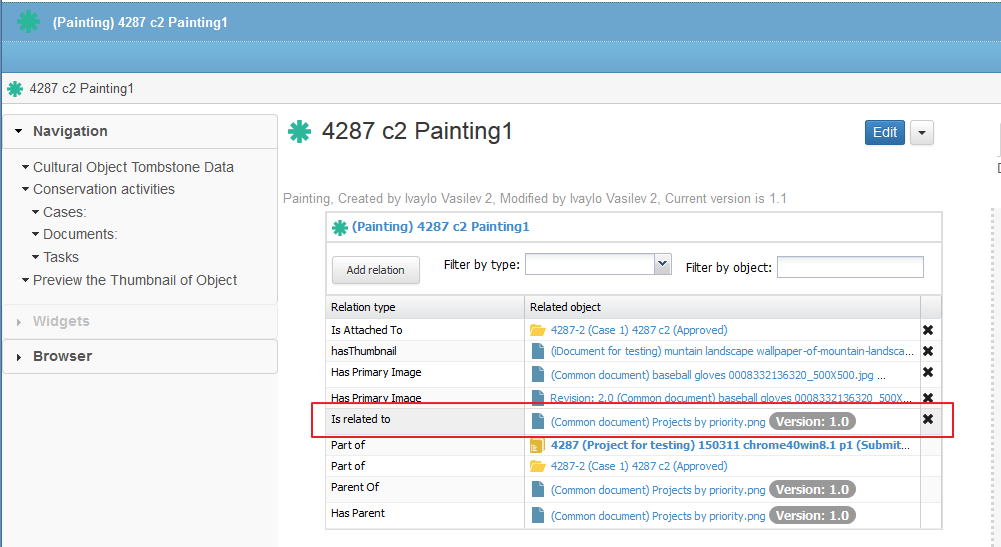 (Painting) 4287 c2 Painting1
4287 c2 Painting1
Navigation
Cultural Object Tombstone Data
Conservation activities
Cases:
Documents:
Tasks
Preview the Thumbnail of Object
Widgets
Browser
4287 c2 Painting1
Edit
Painting, Created by Ivaylo Vasilev 2, Modified by Ivaylo Vasilev 2, Current version is 1.1
(Painting) 4287 c2 Painting1
Add relation Filter by type: Filter by object:
Relation type Related object
Is Attached To 4287-2 (Case 1) 4287 c2 (Approved)
hasThumbnail (iDocument for testing) muntain landscape wallpaper-of-mountain-landsca...
Has Primary Image (Common document) baseball gloves 0008332136320_500X500.jpg ...
Has Primary Image Revision: 2.0 (Common document) baseball gloves 0008332136320_500X...
Is related to (Common document) Projects by priority.png Version: 1.0
Part of 4287 (Project for testing) 150311 chrome40win8.1 p1 (Submit...
Part of 4287-2 (Case 1) 4287 c2 (Approved)
Parent Of (Common document) Projects by priority.png Version: 1.0
Has Parent (Common document) Projects by priority.png Version: 1.0